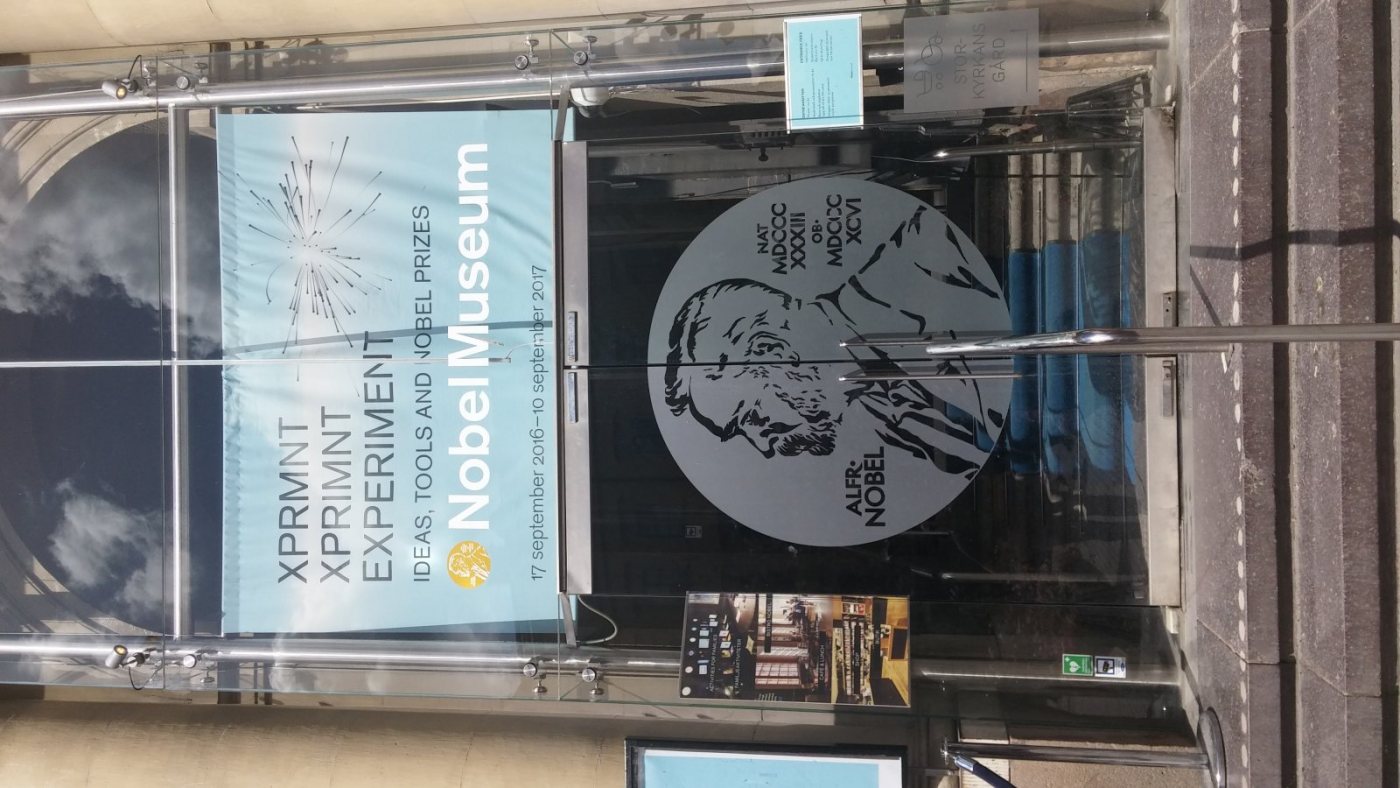 XPRMNT
XPRIMNT
EXPERIMENT
IDEAS, TOOLS AND NOBEL PRIZES
Nobel Museum
17 september 2016–10 september 2017
ALFR·
NOBEL
NAT
MDCCC
XXXIII
OB·
MDCCC
XCVI
STOR-
KYRKANS
GÅRD
SHOP